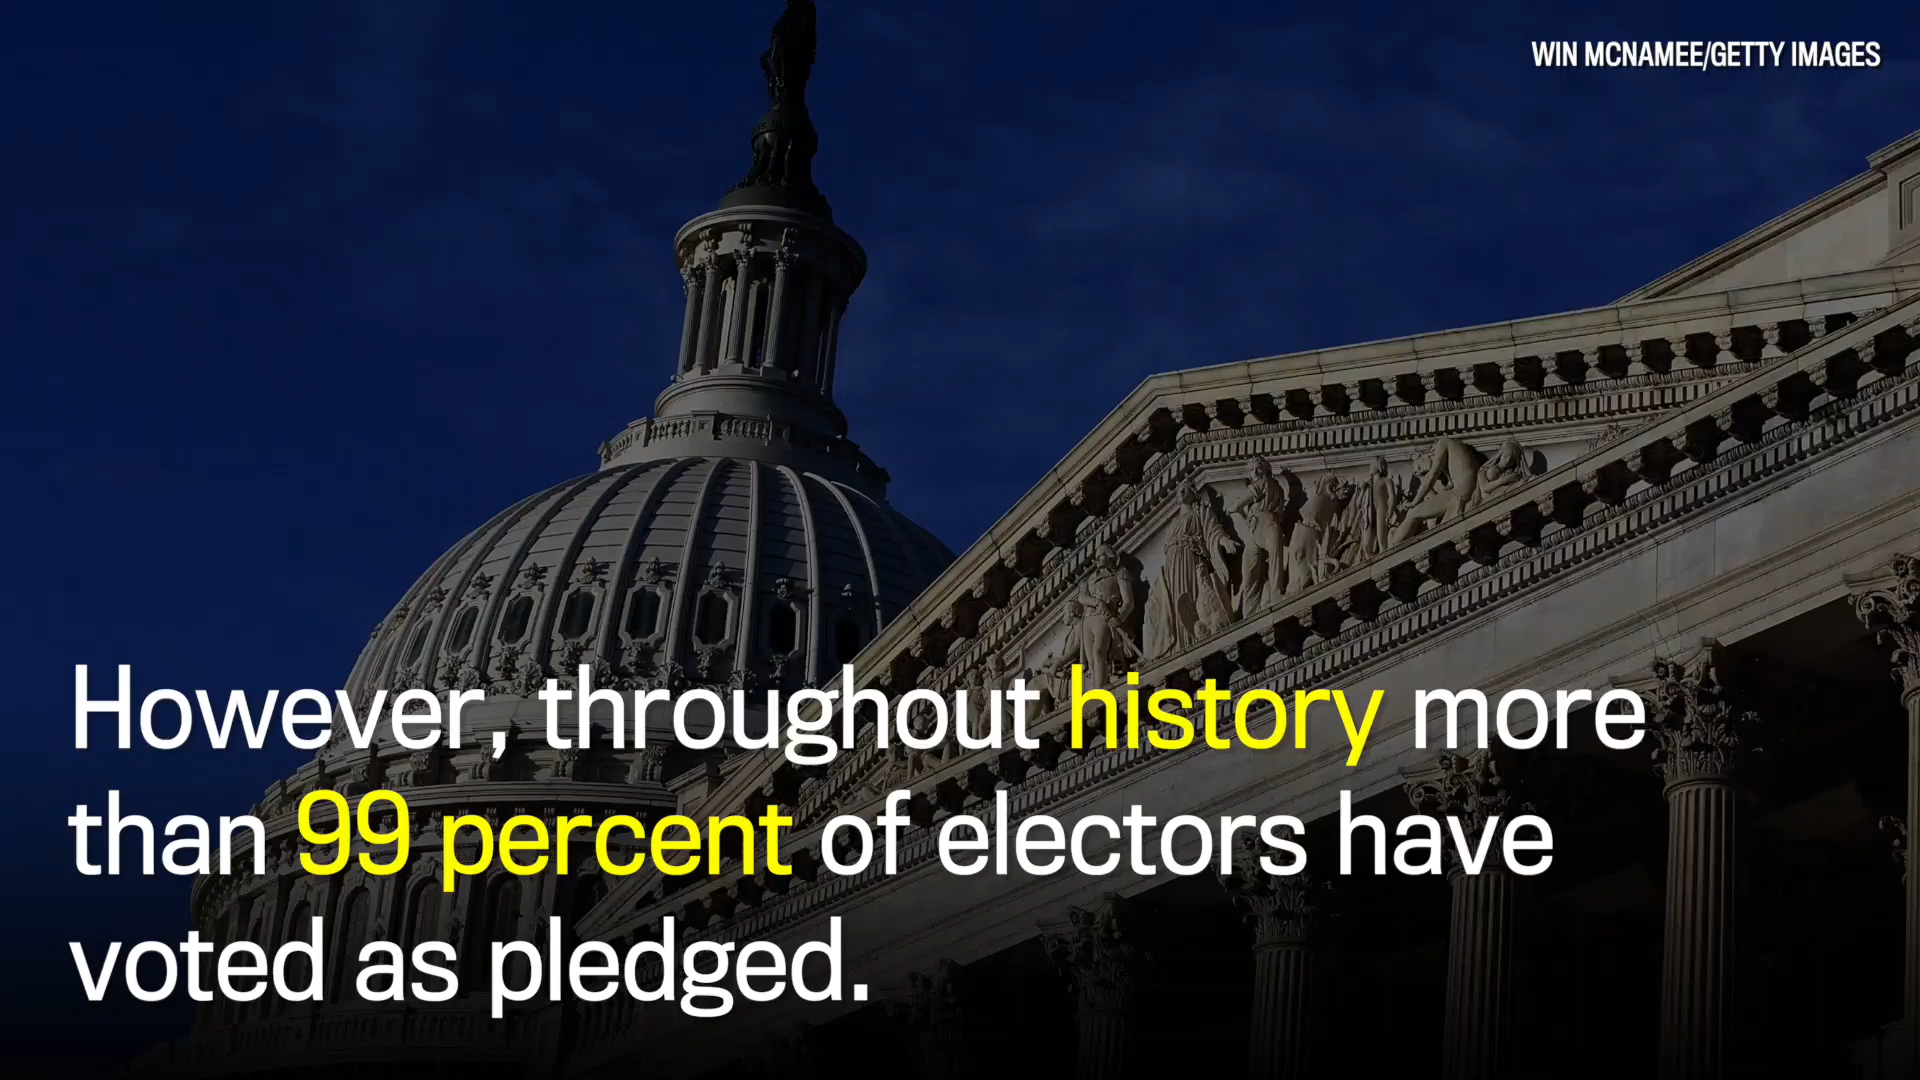 WIN MCNAMEE/GETTY IMAGES
However, throughout history more
than 99 percent of electors have
voted as pledged.